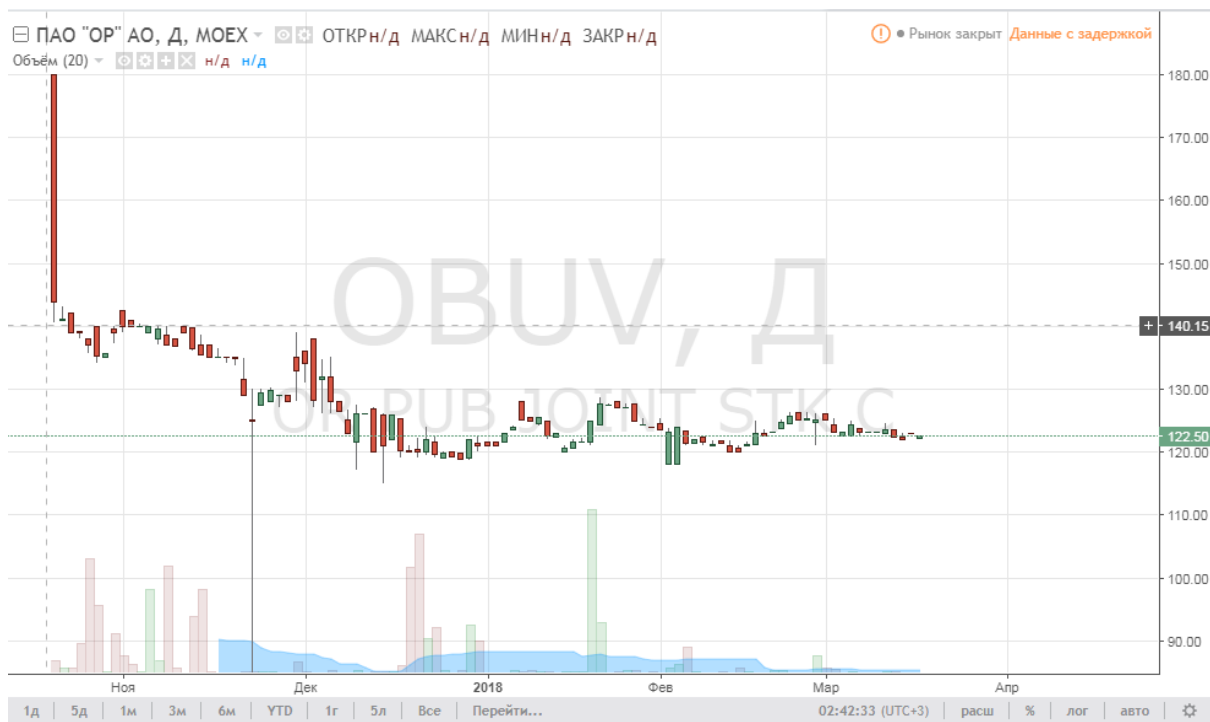 ПАО "ОР" АО, Д, MOEX ОТКРн/д МАКСн/д МИНн/д ЗАКРн/д
Рынок закрыт Данные с задержкой
Объём (20) н/д н/д
180.00
170.00
160.00
150.00
140.15
130.00
122.50
120.00
110.00
100.00
90.00
OBUV, Д
OR PUB JOINT STK C
Ноя Дек 2018 Фев Мар Апр
1д 5д 1м 3м 6м YTD 1г 5л Все Перейти... 02:42:33 (UTC+3) расш % лог авто